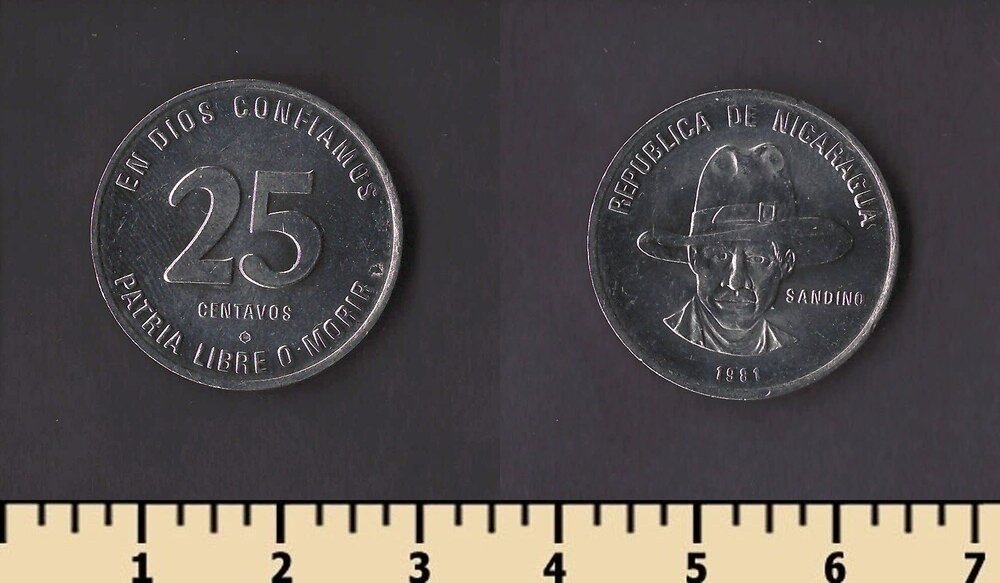 EN DIOS CONFIAMOS
25
CENTAVOS
PATRIA LIBRE O·MORIR
REPUBLICA DE NICARAGUA
SANDINO
1981
1 2 3 4 5 6 7